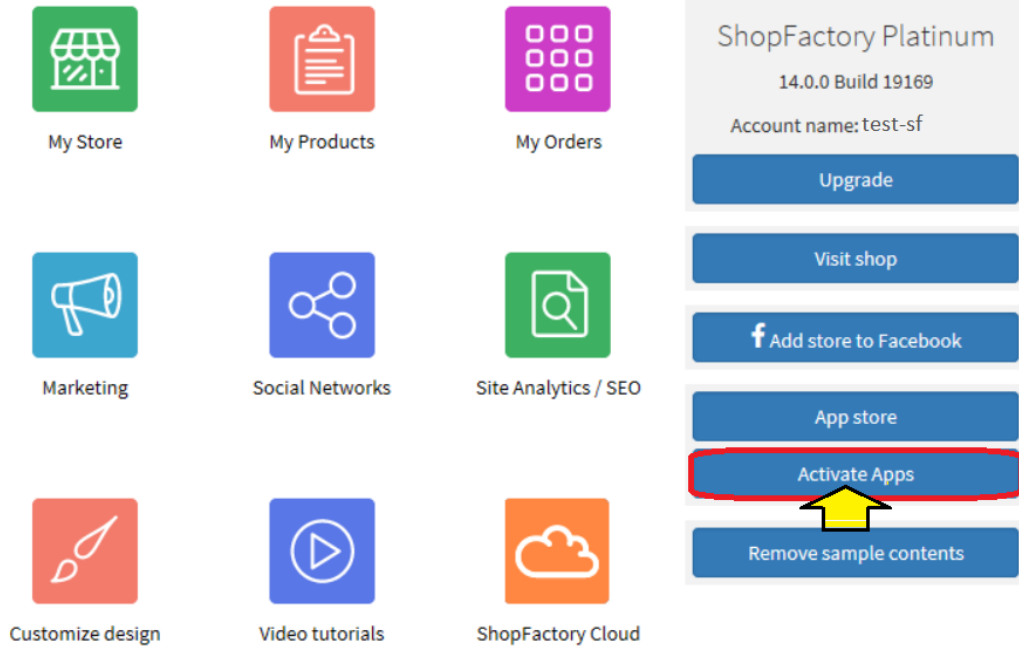 My Store
My Products
My Orders
Marketing
Social Networks
Site Analytics / SEO
Customize design
Video tutorials
ShopFactory Cloud
ShopFactory Platinum
14.0.0 Build 19169
Account name: test-sf
Upgrade
Visit shop
Add store to Facebook
App store
Activate Apps
Remove sample contents